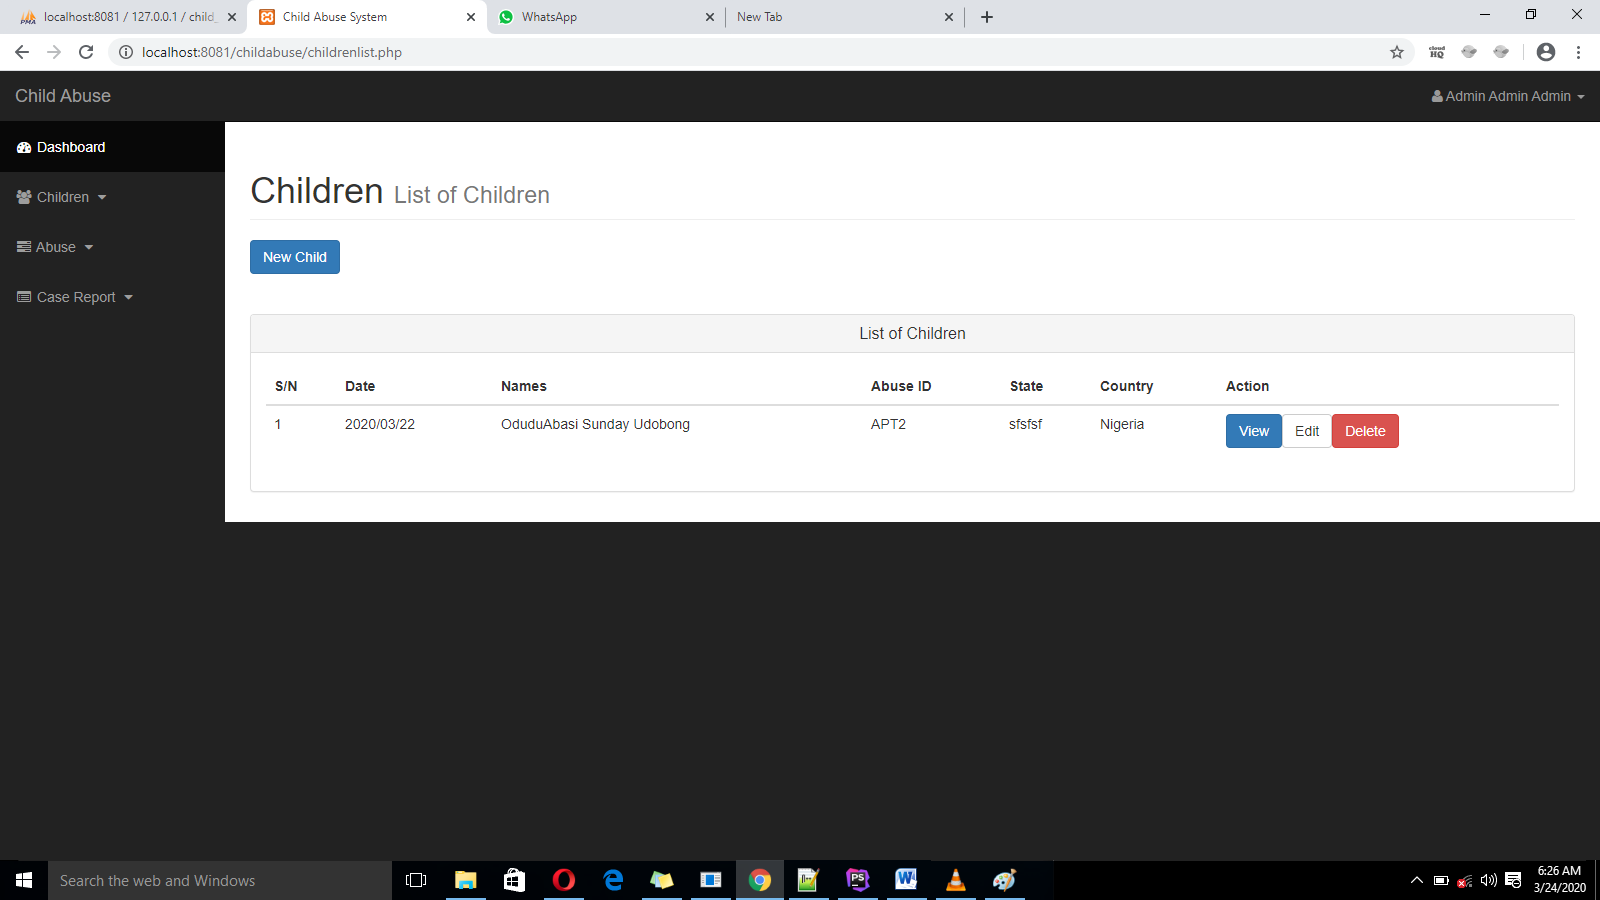 localhost:8081 / 127.0.0.1 / child_
Child Abuse System
WhatsApp
New Tab
localhost:8081/childabuse/childrenlist.php
cloud HQ
Child Abuse
Admin Admin Admin
Dashboard
Children
Abuse
Case Report
Children List of Children
New Child
List of Children
S/N Date Names Abuse ID State Country Action
1 2020/03/22 OduduAbasi Sunday Udobong APT2 sfsfsf Nigeria View Edit Delete
Search the web and Windows
6:26 AM
3/24/2020